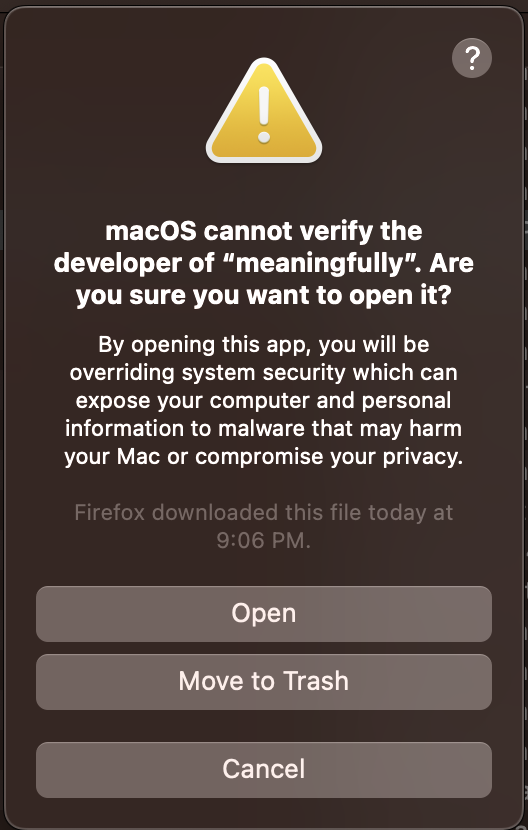 ?
macOS cannot verify the
developer of “meaningfully”. Are
you sure you want to open it?
By opening this app, you will be
overriding system security which can
expose your computer and personal
information to malware that may harm
your Mac or compromise your privacy.
Firefox downloaded this file today at
9:06 PM.
Open
Move to Trash
Cancel